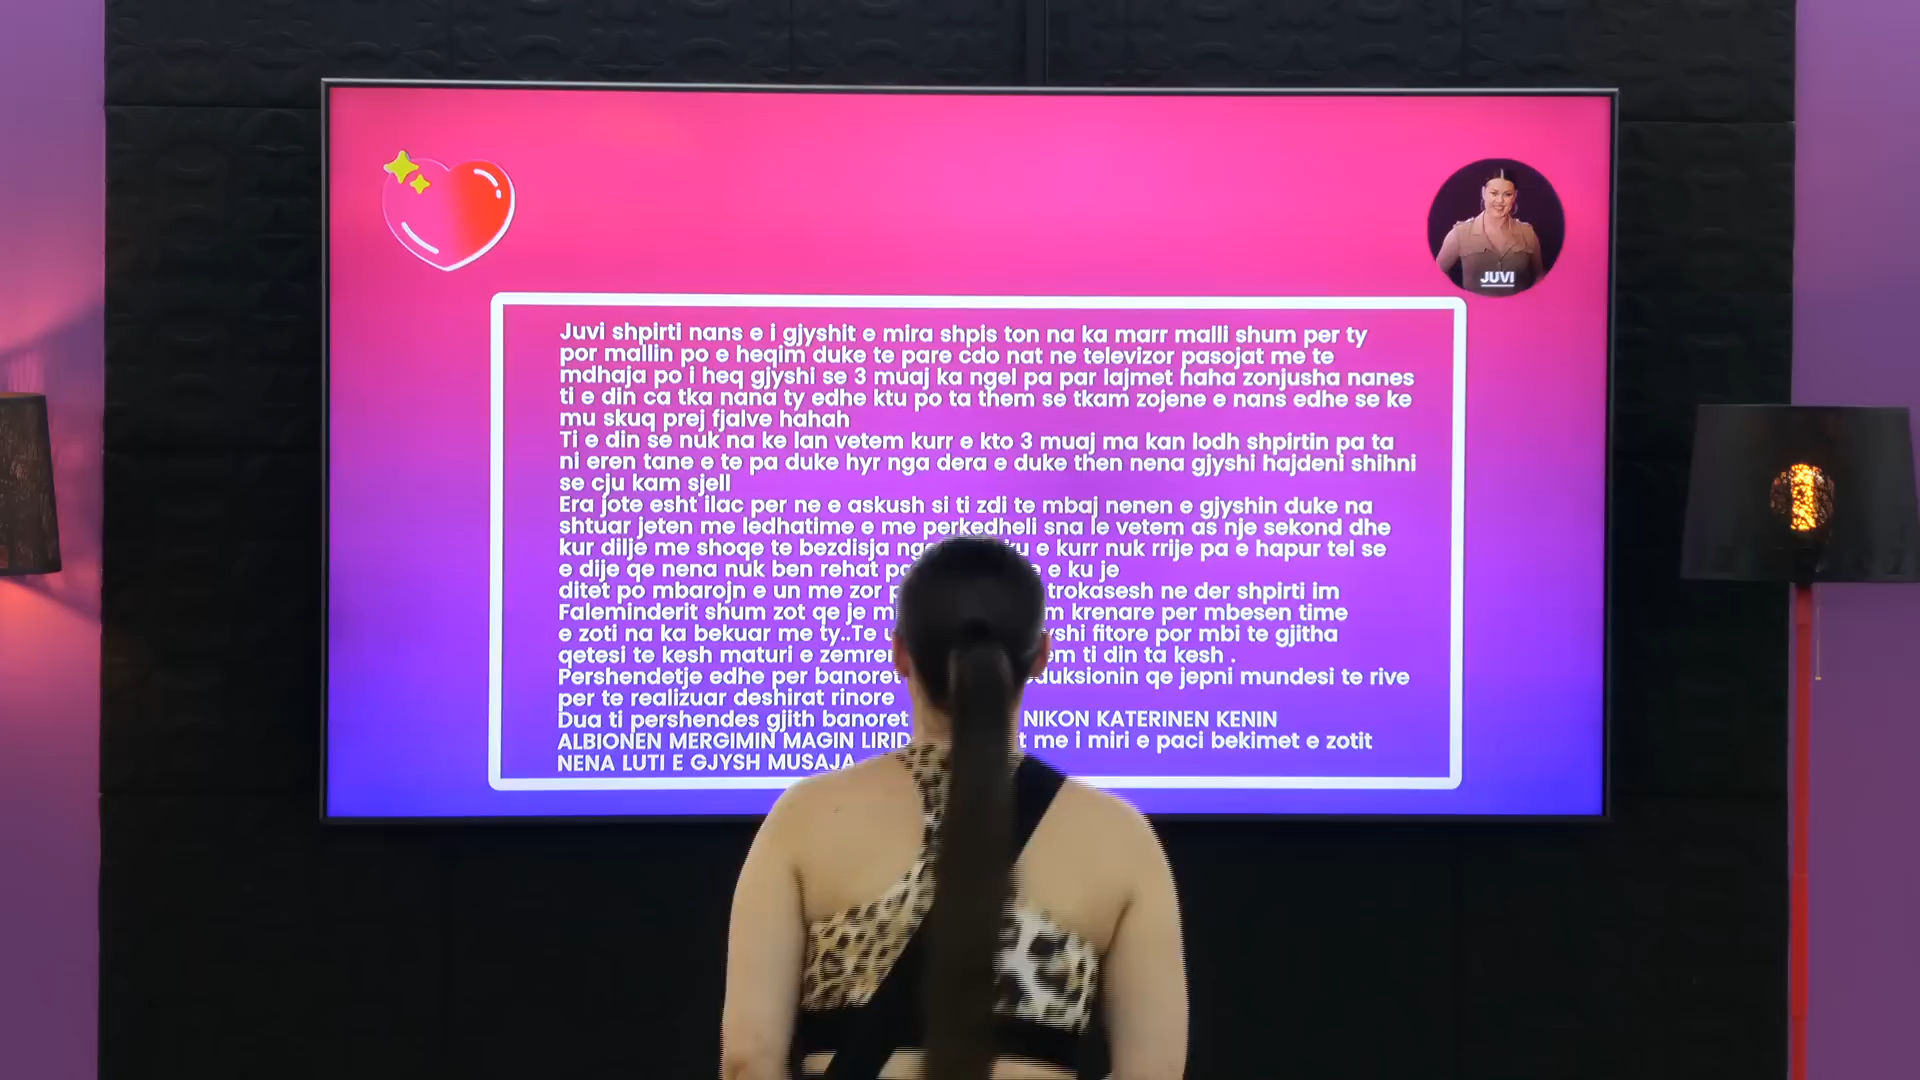 JUVI
Juvi shpirti nans e i gjyshit e mira shpis ton na ka marr malli shum per ty
por mallin po e heqim duke te pare cdo nat ne televizor pasojat me te
mdhaja po i heq gjyshi se 3 muaj ka ngel pa par lajmet haha zonjusha nanes
ti e din ca tka nana ty edhe ktu po ta them se tkam zojene e nans edhe se ke
mu skuq prej fjalve hahah
Ti e din se nuk na ke lan vetem kurr e kto 3 muaj ma kan lodh shpirtin pa ta
ni eren tane e te pa duke hyr nga dera e duke then nena gjyshi hajdeni shihni
se cju kam sjell
Era jote esht ilac per ne e askush si ti zdi te mbaj nenen e gjyshin duke na
shtuar jeten me ledhatime e me perkedheli sna le vetem as nje sekond dhe
kur dilje me shoqe te bezdisja e kurr nuk rrije pa e hapur tel se
e dije qe nena nuk ben rehat e ku je
ditet po mbarojn e un me zor trokasesh ne der shpirti im
Faleminderit shum zot qe je krenare per mbesen time
e zoti na ka bekuar me ty..Te fitore por mbi te gjitha
qetesi te kesh maturi e ti din ta kesh .
Pershendetje edhe per banoret qe jepni mundesi te rive
per te realizuar deshirat rinore
Dua ti pershendes gjith banoret NIKON KATERINEN KENIN
ALBIONEN MERGIMIN MAGIN me i miri e paci bekimet e zotit
NENA LUTI E GJYSH MUSAJA